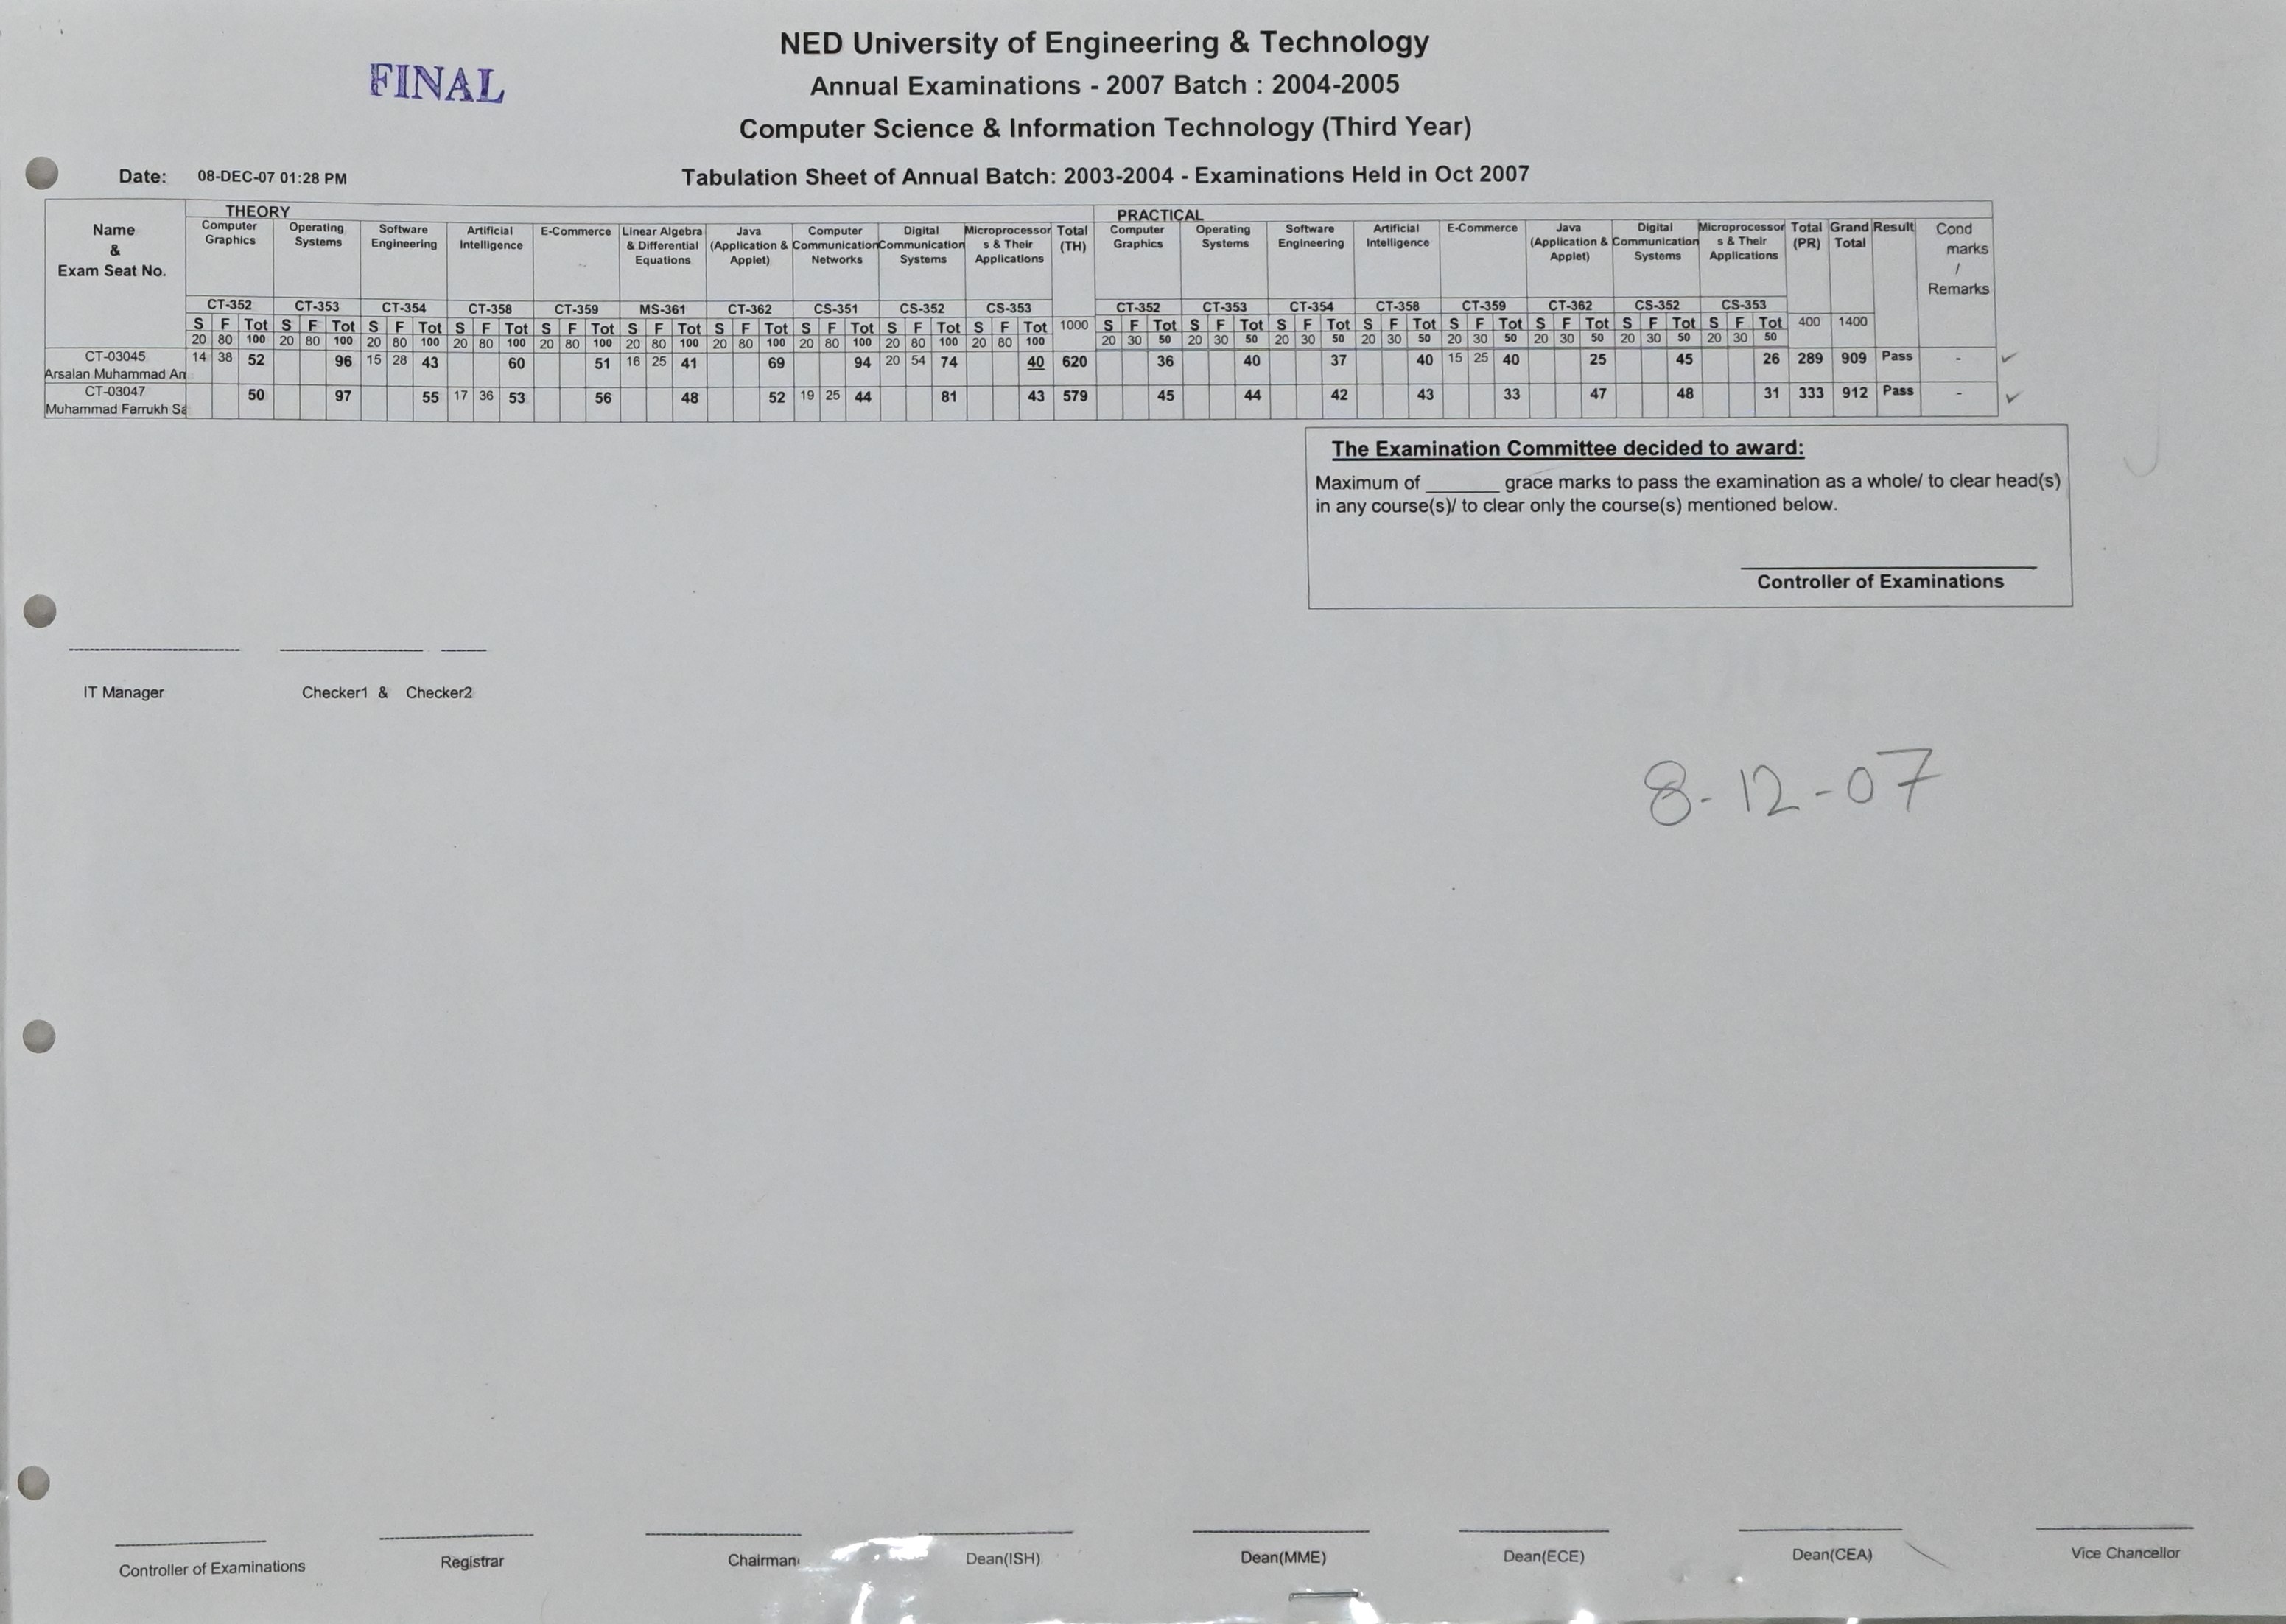 NED University of Engineering & Technology
FINAL
Annual Examinations - 2007 Batch : 2004-2005
Computer Science & Information Technology (Third Year)
Date: 08-DEC-07 01:28 PM
Tabulation Sheet of Annual Batch: 2003-2004 - Examinations Held in Oct 2007
THEORY PRACTICAL
Name & Exam Seat No. Computer Graphics Operating Systems Software Engineering Artificial Intelligence E-Commerce Linear Algebra & Differential Equations Java (Application & Applet) Computer Communication Networks Digital Communication Systems Microprocessor s & Their Applications Total (TH) Computer Graphics Operating Systems Software Engineering Artificial Intelligence E-Commerce Java (Application & Applet) Digital Communication Systems Microprocessor s & Their Applications Total (PR) Grand Total Result Cond marks / Remarks
CT-352 CT-353 CT-354 CT-358 CT-359 MS-361 CT-362 CS-351 CS-352 CS-353 CT-352 CT-353 CT-354 CT-358 CT-359 CT-362 CS-352 CS-353
S F Tot S F Tot S F Tot S F Tot S F Tot S F Tot S F Tot S F Tot S F Tot S F Tot 1000 S F Tot S F Tot S F Tot S F Tot S F Tot S F Tot S F Tot S F Tot 400 1400
20 80 100 20 80 100 20 80 100 20 80 100 20 80 100 20 80 100 20 80 100 20 80 100 20 80 100 20 80 100 20 30 50 20 30 50 20 30 50 20 30 50 20 30 50 20 30 50 20 30 50 20 30 50
CT-03045 14 38 52 96 15 28 43 60 51 16 25 41 69 94 20 54 74 40 620 36 40 37 40 15 25 40 25 45 26 289 909 Pass - ✓
Arsalan Muhammad An
CT-03047 50 97 55 17 36 53 56 48 52 19 25 44 81 43 579 45 44 42 43 33 47 48 31 333 912 Pass - ✓
Muhammad Farrukh Sa
The Examination Committee decided to award:
Maximum of _______ grace marks to pass the examination as a whole/ to clear head(s)
in any course(s)/ to clear only the course(s) mentioned below.
Controller of Examinations
IT Manager Checker1 & Checker2
8-12-07
Controller of Examinations Registrar Chairman Dean(ISH) Dean(MME) Dean(ECE) Dean(CEA) Vice Chancellor